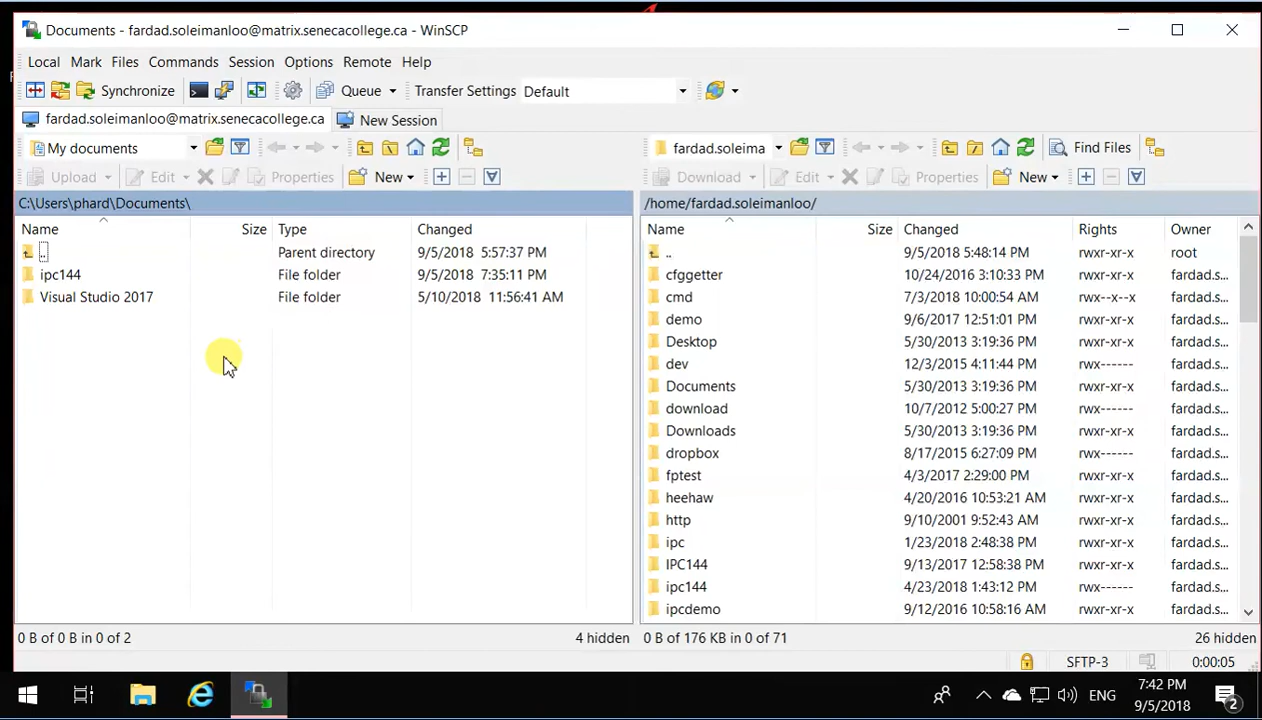 Documents - fardad.soleimanloo@matrix.senecacollege.ca - WinSCP
Local Mark Files Commands Session Options Remote Help
Synchronize Queue Transfer Settings Default
fardad.soleimanloo@matrix.senecacollege.ca New Session
My documents fardad.soleima Find Files
Upload Edit Properties New Download Edit Properties New
C:\Users\phard\Documents\ /home/fardad.soleimanloo/
Name Size Type Changed Name Size Changed Rights Owner
.. Parent directory 9/5/2018 5:57:37 PM .. 9/5/2018 5:48:14 PM rwxr-xr-x root
ipc144 File folder 9/5/2018 7:35:11 PM cfggetter 10/24/2016 3:10:33 PM rwxr-xr-x fardad.s...
Visual Studio 2017 File folder 5/10/2018 11:56:41 AM cmd 7/3/2018 10:00:54 AM rwx--x--x fardad.s...
demo 9/6/2017 12:51:01 PM rwxr-xr-x fardad.s...
Desktop 5/30/2013 3:19:36 PM rwxr-xr-x fardad.s...
dev 12/3/2015 4:11:44 PM rwx------ fardad.s...
Documents 5/30/2013 3:19:36 PM rwxr-xr-x fardad.s...
download 10/7/2012 5:00:27 PM rwx------ fardad.s...
Downloads 5/30/2013 3:19:36 PM rwxr-xr-x fardad.s...
dropbox 8/17/2015 6:27:09 PM rwx------ fardad.s...
fptest 4/3/2017 2:29:00 PM rwxr-xr-x fardad.s...
heehaw 4/20/2016 10:53:21 AM rwxr-xr-x fardad.s...
http 9/10/2001 9:52:43 AM rwxr-xr-x fardad.s...
ipc 1/23/2018 2:48:38 PM rwxr-xr-x fardad.s...
IPC144 9/13/2017 12:58:38 PM rwxr-xr-x fardad.s...
ipc144 4/23/2018 1:43:12 PM rwx------ fardad.s...
ipcdemo 9/12/2016 10:58:16 AM rwxr-xr-x fardad.s...
0 B of 0 B in 0 of 2 4 hidden 0 B of 176 KB in 0 of 71 26 hidden
SFTP-3 0:00:05
ENG 7:42 PM
9/5/2018 2